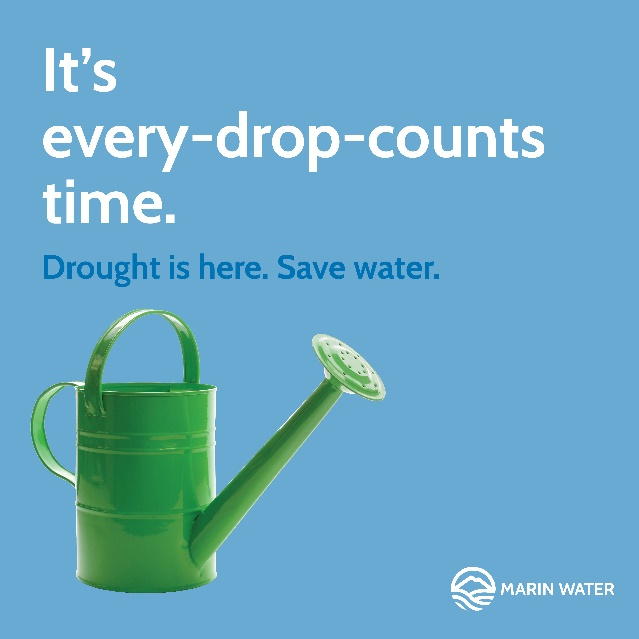 It's
every-drop-counts
time.
Drought is here. Save water.
MARIN WATER